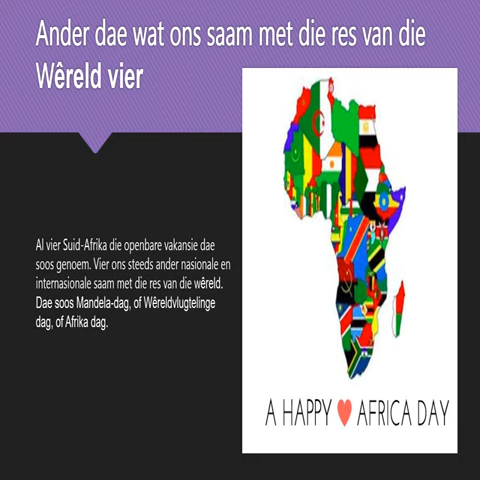 Ander dae wat ons saam met die res van die
Wêreld vier
Al vier Suid-Afrika die openbare vakansie dae
soos genoem. Vier ons steeds ander nasionale en
internasionale saam met die res van die wêreld.
Dae soos Mandela-dag, of Wêreldvlugtelinge
dag, of Afrika dag.
A HAPPY ♥ AFRICA DAY